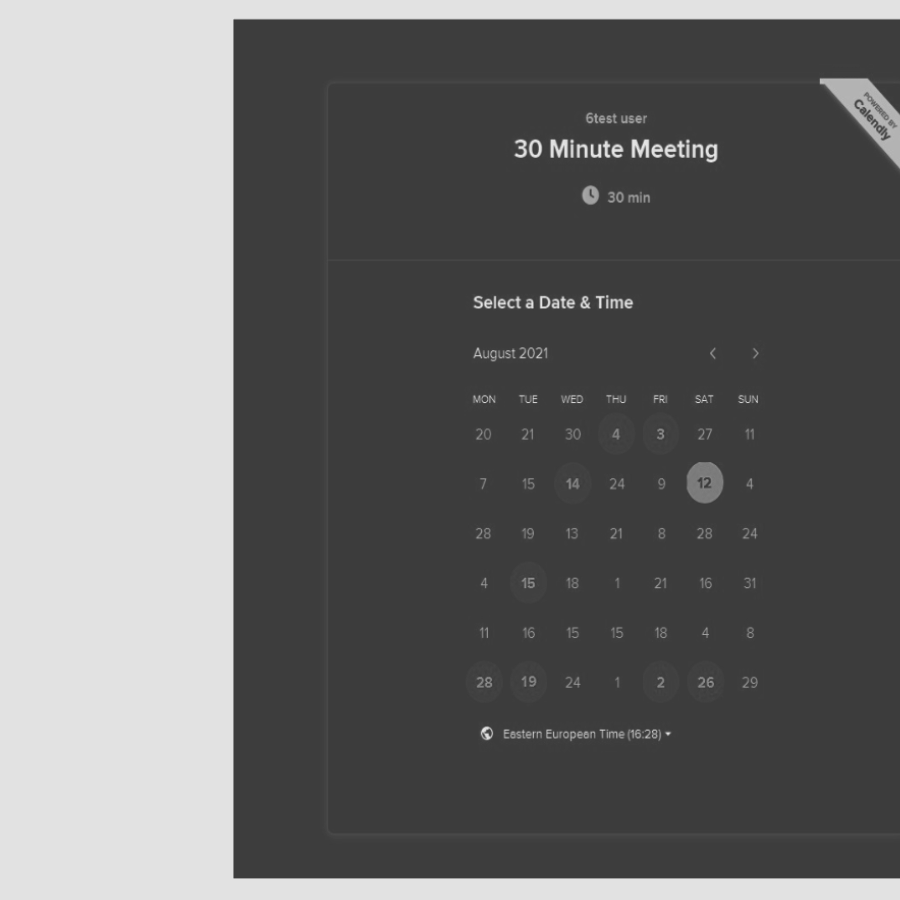 POWERED BY
Calendly
6test user
30 Minute Meeting
30 min
Select a Date & Time
August 2021
MON TUE WED THU FRI SAT SUN
20 21 30 4 3 27 11
7 15 14 24 9 12 4
28 19 13 21 8 28 24
4 15 18 1 21 16 31
11 16 15 15 18 4 8
28 19 24 1 2 26 29
Eastern European Time (16:28)